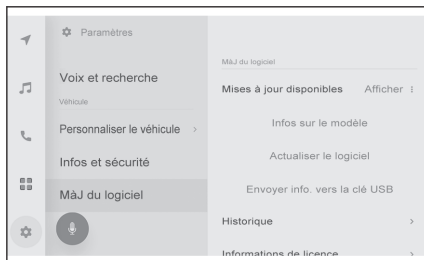 Paramètres
Voix et recherche
Véhicule
Personnaliser le véhicule
Infos et sécurité
MàJ du logiciel
MàJ du logiciel
Mises à jour disponibles Afficher
Infos sur le modèle
Actualiser le logiciel
Envoyer info. vers la clé USB
Historique
Informations de licence